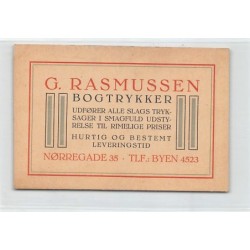 G. RASMUSSEN
BOGTRYKKER
UDFØRER ALLE SLAGS TRYK-
SAGER I SMAGFULD UDSTY-
RELSE TIL RIMELIGE PRISER
HURTIG OG BESTEMT
LEVERINGSTID
NØRREGADE 35 - TLF.: BYEN 4523